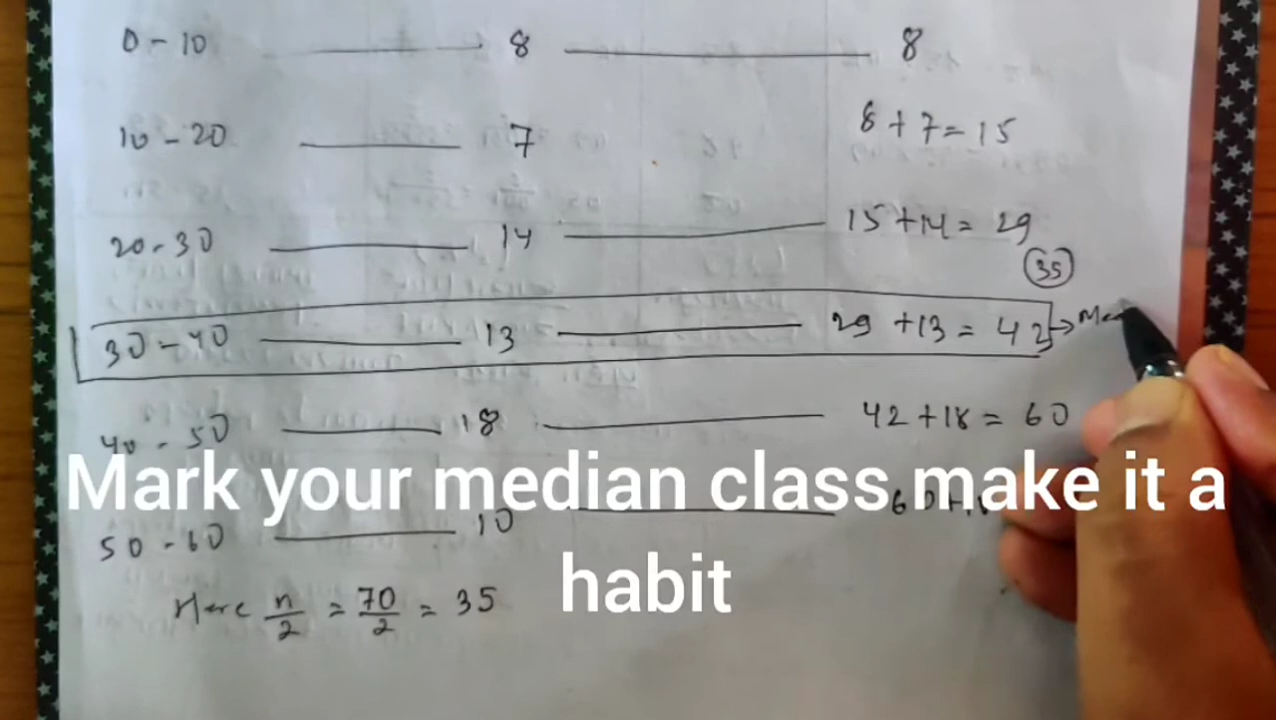 0 - 10 8 8
10 - 20 7 8 + 7 = 15
20 - 30 14 15 + 14 = 29
35
30 - 40 13 29 + 13 = 42 →
40 - 50 18 42 + 18 = 60
Mark your median class make it a
habit
50 - 60 10
Here n/2 = 70/2 = 35